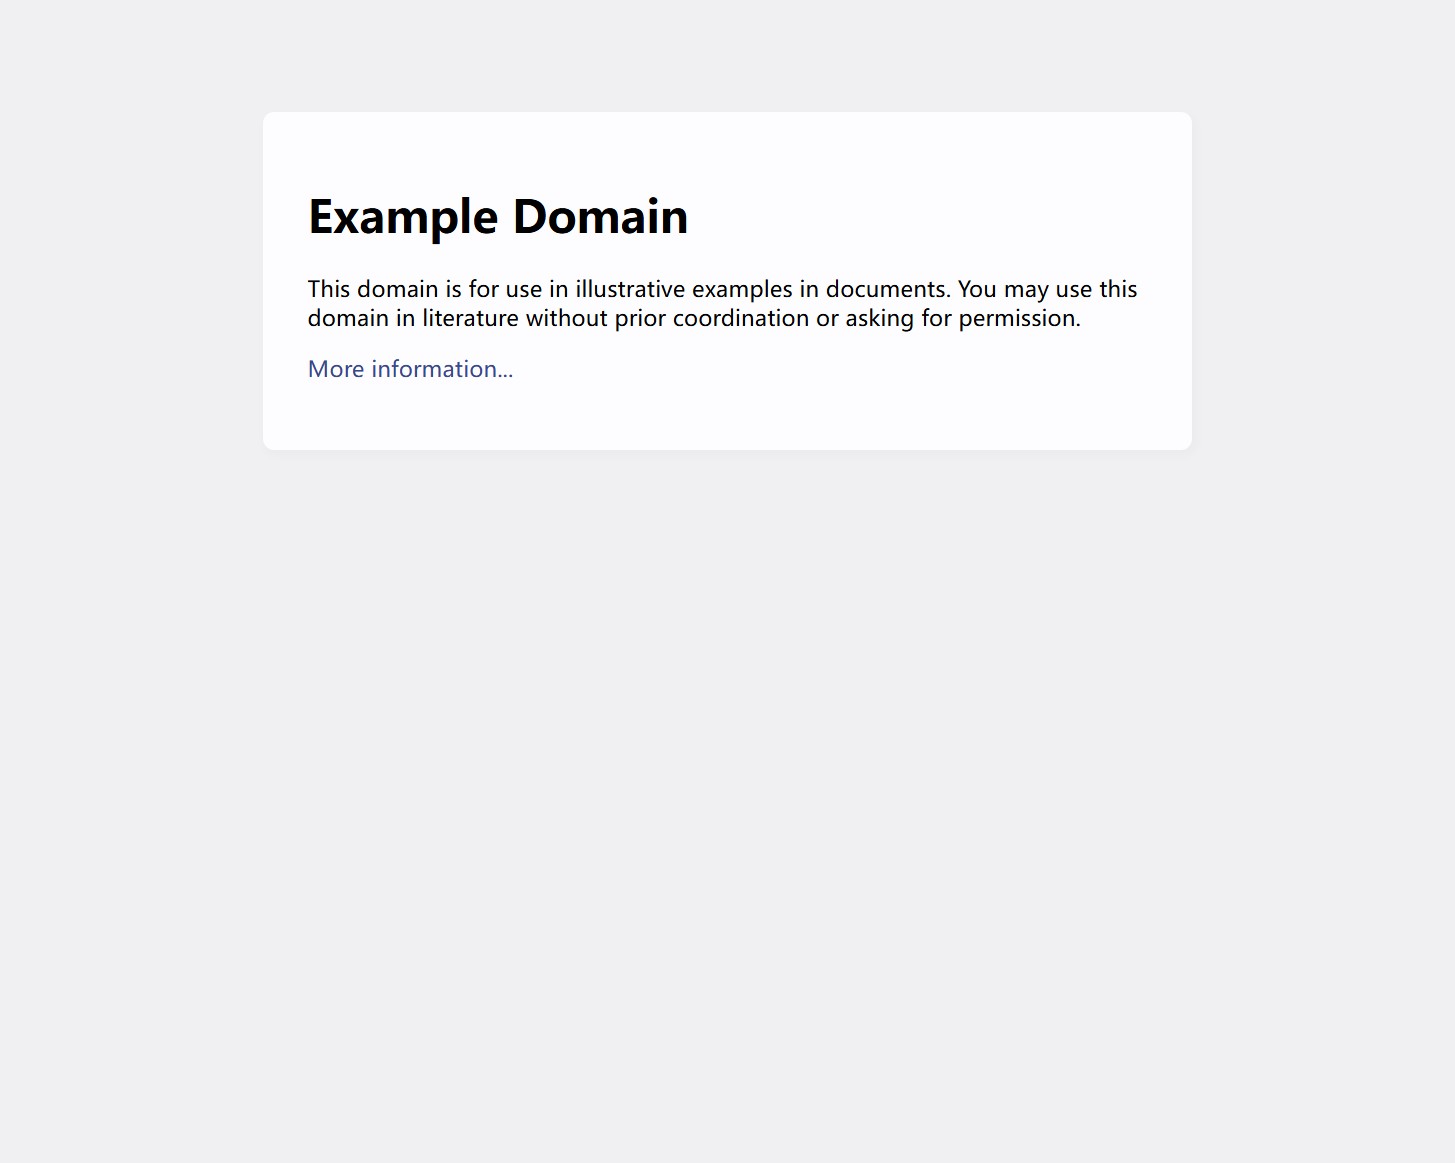 Example Domain
This domain is for use in illustrative examples in documents. You may use this
domain in literature without prior coordination or asking for permission.
More information...